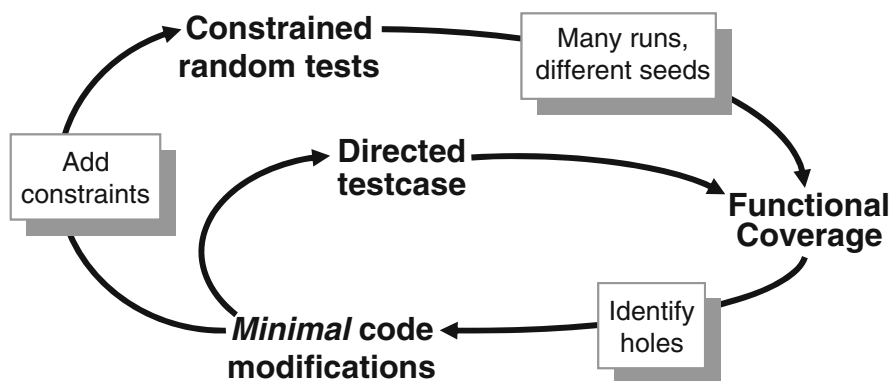 Constrained
random tests
Many runs,
different seeds
Add
constraints
Directed
testcase
Functional
Coverage
Identify
holes
Minimal code
modifications